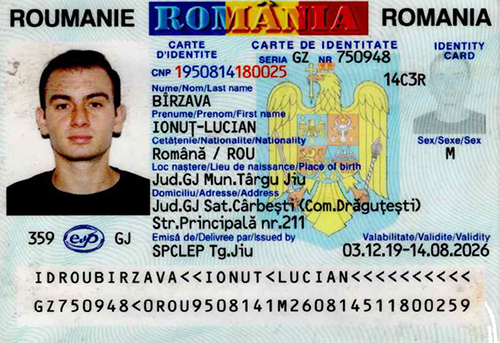 ROUMANIE ROMÂNIA ROMANIA
CARTE D'IDENTITE
CARTE DE IDENTITATE
IDENTITY CARD
SERIA GZ NR 750948
CNP 1950814180025
14C3R
Nume/Nom/Last name
BÎRZAVA
Prenume/Prenom/First name
IONUȚ-LUCIAN
Cetățenie/Nationalite/Nationality
Română / ROU
Sex/Sexe/Sex
M
Loc naștere/Lieu de naissance/Place of birth
Jud.GJ Mun.Târgu Jiu
Domiciliu/Adresse/Address
Jud.GJ Sat.Cârbești (Com.Drăguțești)
Str.Principală nr.211
Emisă de/Delivree par/Issued by
SPCLEP Tg.Jiu
Valabilitate/Validite/Validity
03.12.19-14.08.2026
359 GJ
IDROUBIRZAVA<<IONUT<LUCIAN<<<<<<<<<<
GZ750948<OROU9508141M260814511800259